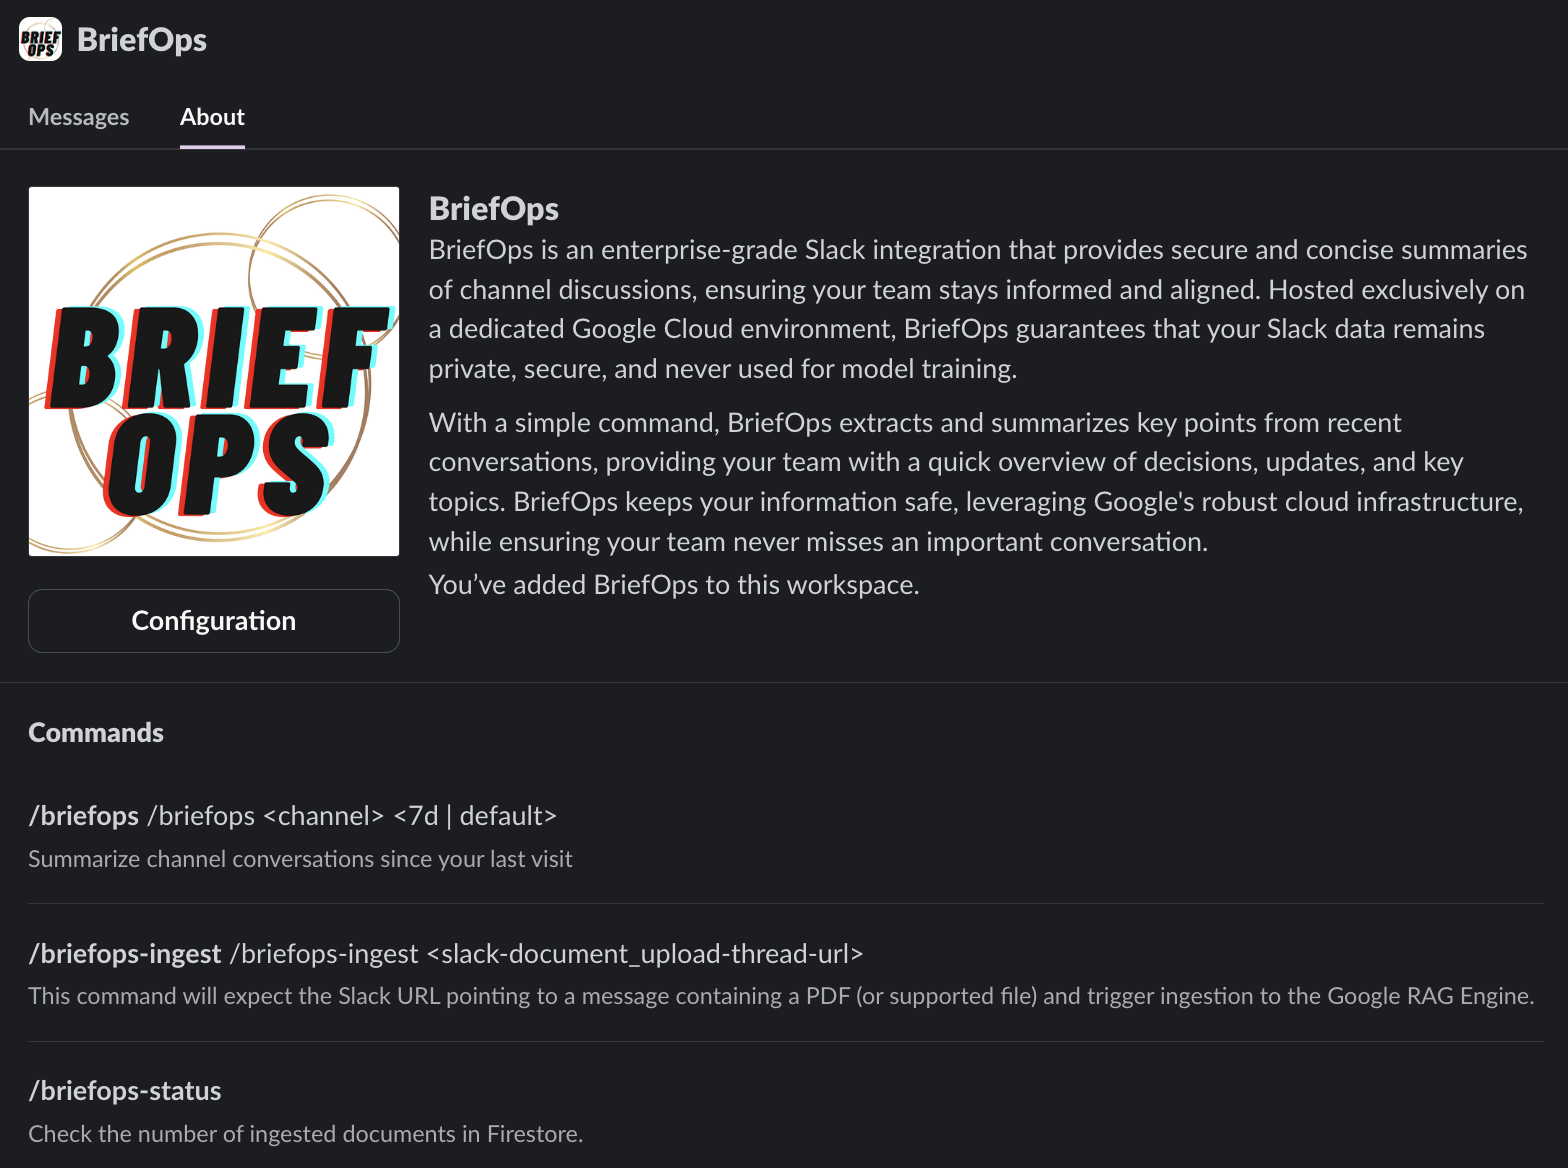 BRIEF
OPS
BriefOps
Messages About
BRIEF
OPS
BriefOps
BriefOps is an enterprise-grade Slack integration that provides secure and concise summaries
of channel discussions, ensuring your team stays informed and aligned. Hosted exclusively on
a dedicated Google Cloud environment, BriefOps guarantees that your Slack data remains
private, secure, and never used for model training.
With a simple command, BriefOps extracts and summarizes key points from recent
conversations, providing your team with a quick overview of decisions, updates, and key
topics. BriefOps keeps your information safe, leveraging Google's robust cloud infrastructure,
while ensuring your team never misses an important conversation.
You’ve added BriefOps to this workspace.
Configuration
Commands
/briefops /briefops <channel> <7d | default>
Summarize channel conversations since your last visit
/briefops-ingest /briefops-ingest <slack-document_upload-thread-url>
This command will expect the Slack URL pointing to a message containing a PDF (or supported file) and trigger ingestion to the Google RAG Engine.
/briefops-status
Check the number of ingested documents in Firestore.